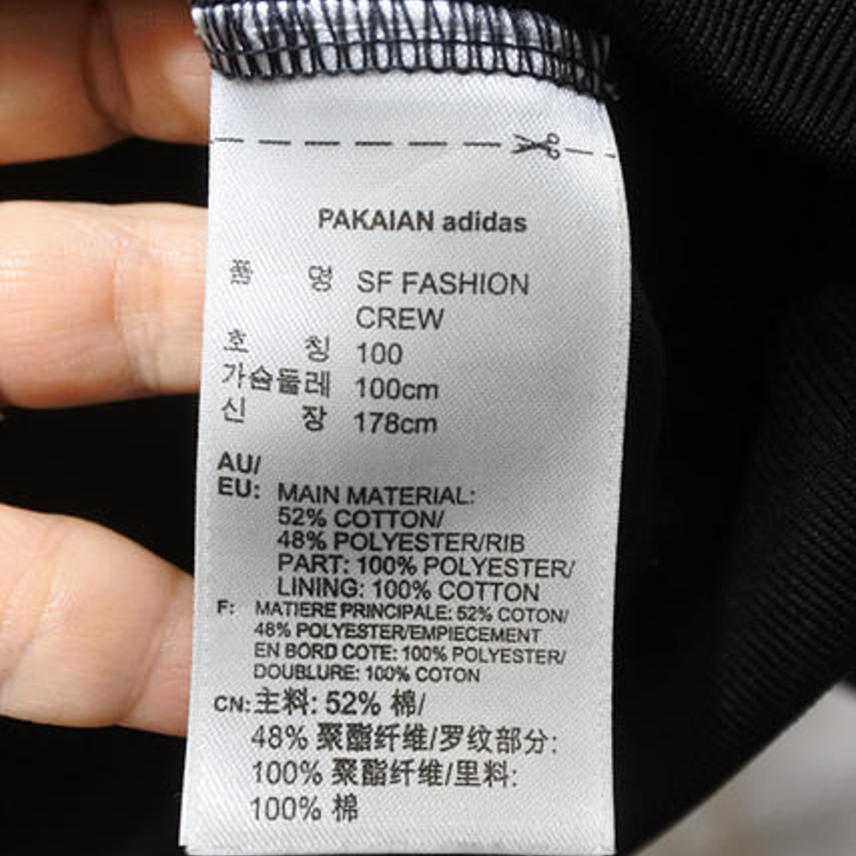 PAKAIAN adidas
품 명 SF FASHION
CREW
호 칭 100
가슴둘레 100cm
신 장 178cm
AU/
EU: MAIN MATERIAL:
52% COTTON/
48% POLYESTER/RIB
PART: 100% POLYESTER/
LINING: 100% COTTON
F: MATIERE PRINCIPALE: 52% COTON/
48% POLYESTER/EMPIECEMENT
EN BORD COTE: 100% POLYESTER/
DOUBLURE: 100% COTON
CN: 主料: 52% 棉/
48% 聚酯纤维/罗纹部分:
100% 聚酯纤维/里料:
100% 棉